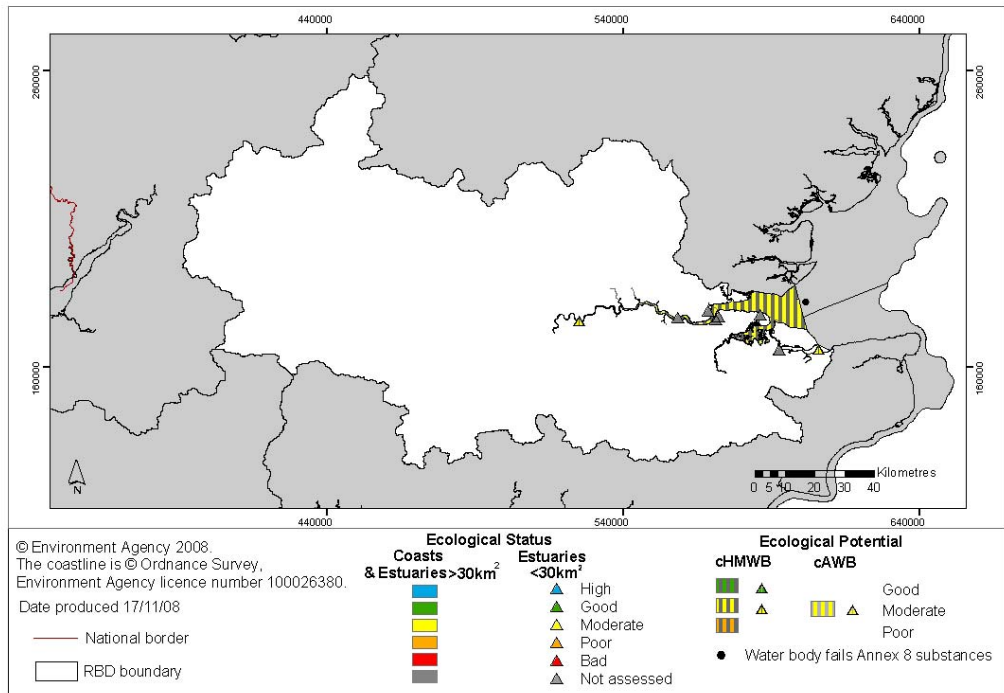 440000 540000 640000
260000 260000
160000 160000
N
Kilometres
0 5 10 20 30 40
440000 540000 640000
© Environment Agency 2008.
The coastline is © Ordnance Survey,
Environment Agency licence number 100026380.
Date produced 17/11/08
National border
RBD boundary
Ecological Status
Coasts
& Estuaries>30km²
Estuaries
<30km²
High
Good
Moderate
Poor
Bad
Not assessed
Ecological Potential
cHMWB cAWB
Good
Moderate
Poor
Water body fails Annex 8 substances